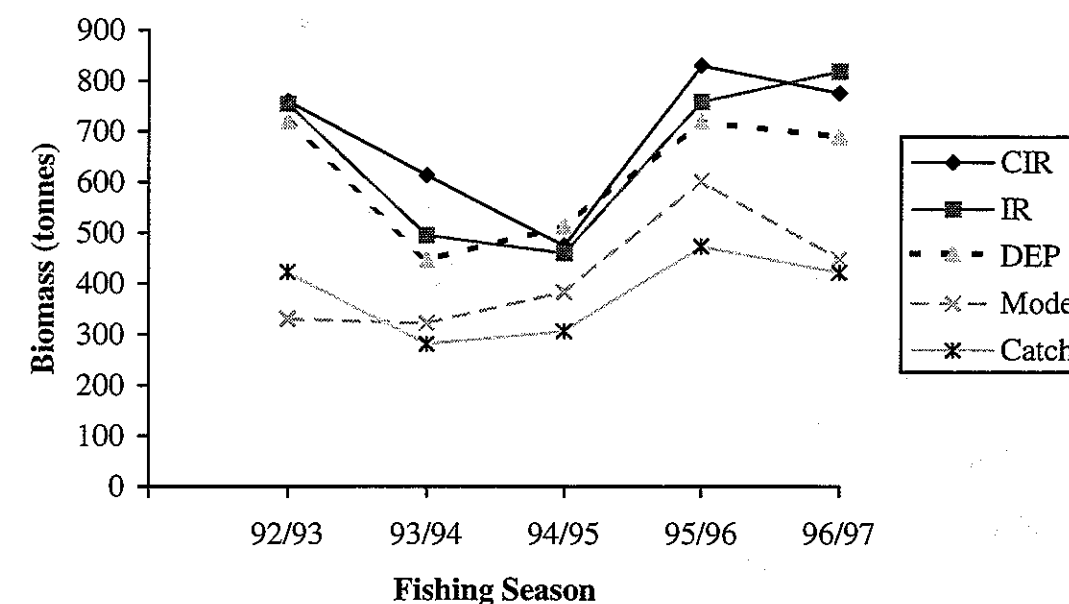 900
800
700
600
500
400
300
200
100
0
Biomass (tonnes)
92/93 93/94 94/95 95/96 96/97
Fishing Season
CIR
IR
DEP
Mode
Catch